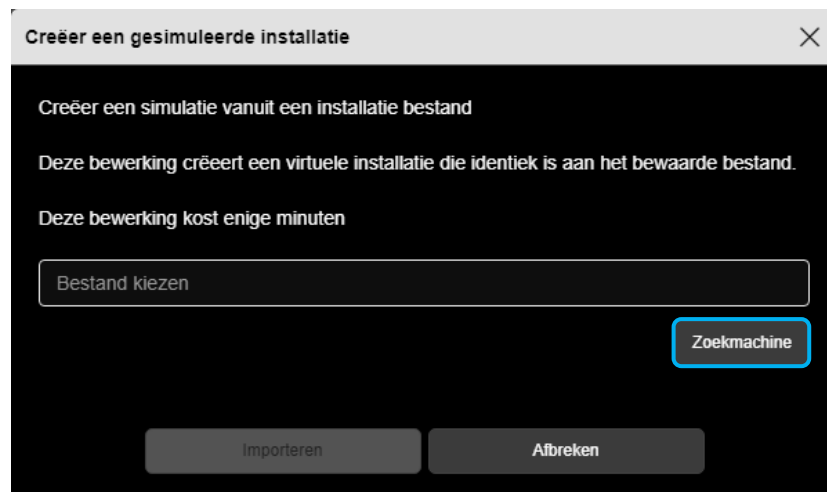 Creëer een gesimuleerde installatie
Creëer een simulatie vanuit een installatie bestand
Deze bewerking crëeert een virtuele installatie die identiek is aan het bewaarde bestand.
Deze bewerking kost enige minuten
Bestand kiezen
Zoekmachine
Importeren
Afbreken